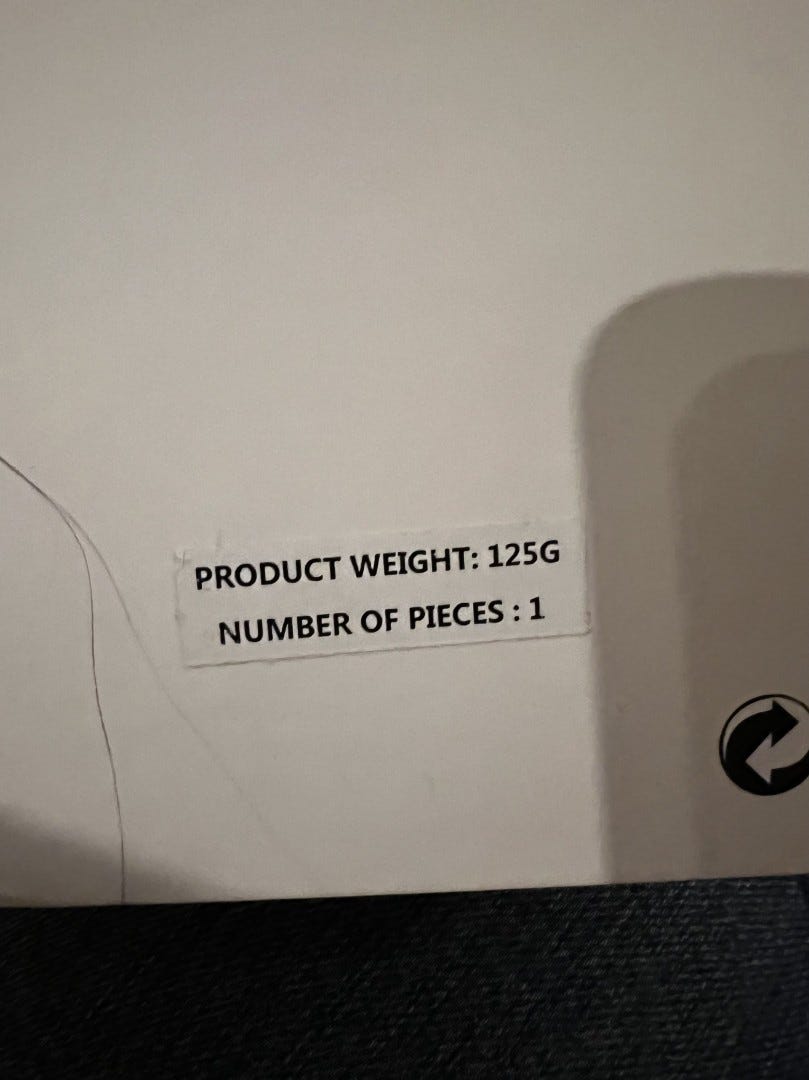 PRODUCT WEIGHT: 125G
NUMBER OF PIECES : 1